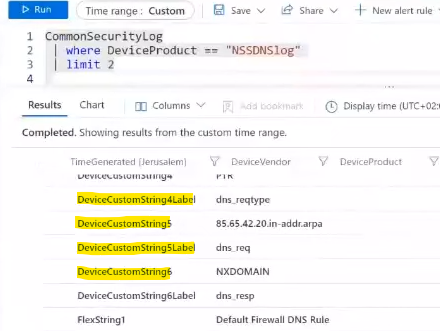 Run
Time range : Custom
Save
Share
New alert rule
1 CommonSecurityLog
2 | where DeviceProduct == "NSSDNSlog"
3 | limit 2
4
Results
Chart
Columns
Add bookmark
Display time (UTC+02:0
Completed. Showing results from the custom time range.
TimeGenerated (Jerusalem) DeviceVendor DeviceProduct
DeviceCustomString4 PTR
DeviceCustomString4Label dns_reqtype
DeviceCustomString5 85.65.42.20.in-addr.arpa
DeviceCustomString5Label dns_req
DeviceCustomString6 NXDOMAIN
DeviceCustomString6Label dns_resp
FlexString1 Default Firewall DNS Rule